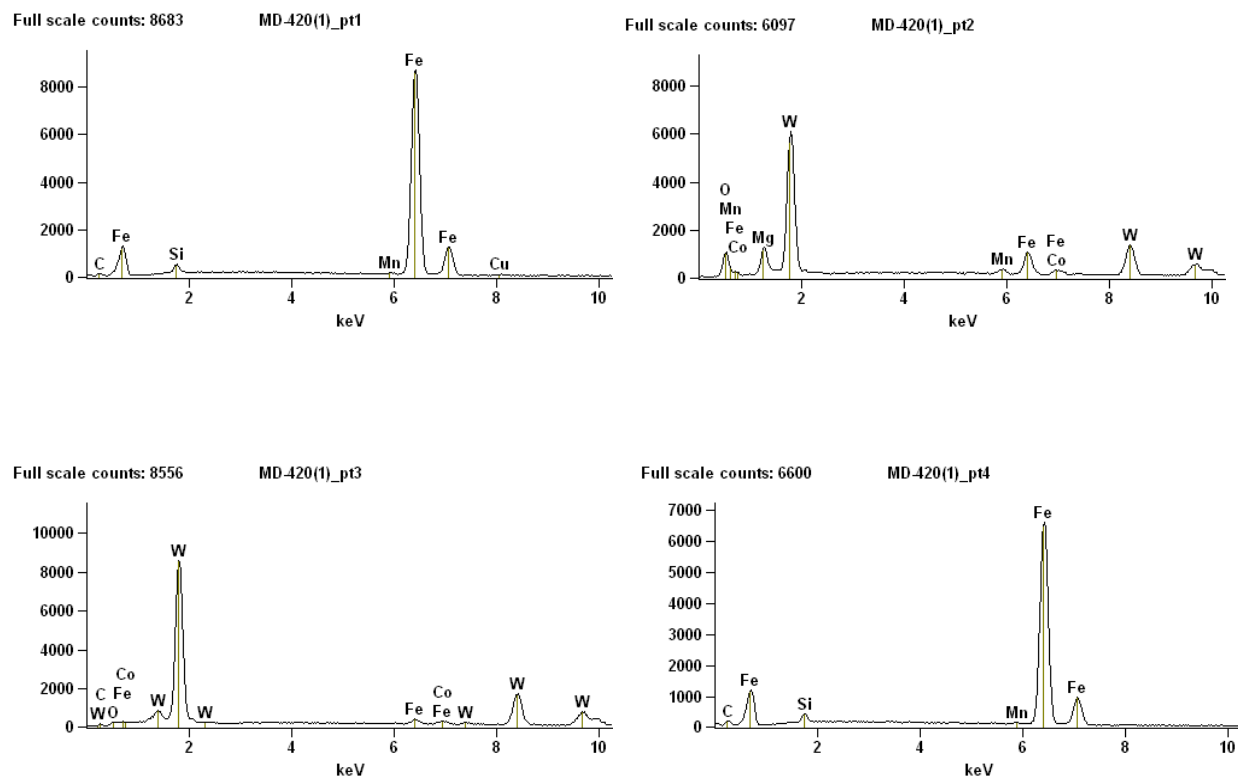 Full scale counts: 8683 MD-420(1)_pt1
Fe
8000
6000
4000
2000
0
Fe
C
Si
Mn
Fe
Cu
2 4 6 8 10
keV
Full scale counts: 6097 MD-420(1)_pt2
8000
6000
4000
2000
0
W
O
Mn
Fe
Co
Mg
Mn
Fe
Fe
Co
W
W
2 4 6 8 10
keV
Full scale counts: 8556 MD-420(1)_pt3
10000
8000
6000
4000
2000
0
W
C
W
O
Co
Fe
W
W
Fe
Co
Fe
W
W
W
2 4 6 8 10
keV
Full scale counts: 6600 MD-420(1)_pt4
7000
6000
5000
4000
3000
2000
1000
0
Fe
C
Fe
Si
Mn
Fe
2 4 6 8 10
keV